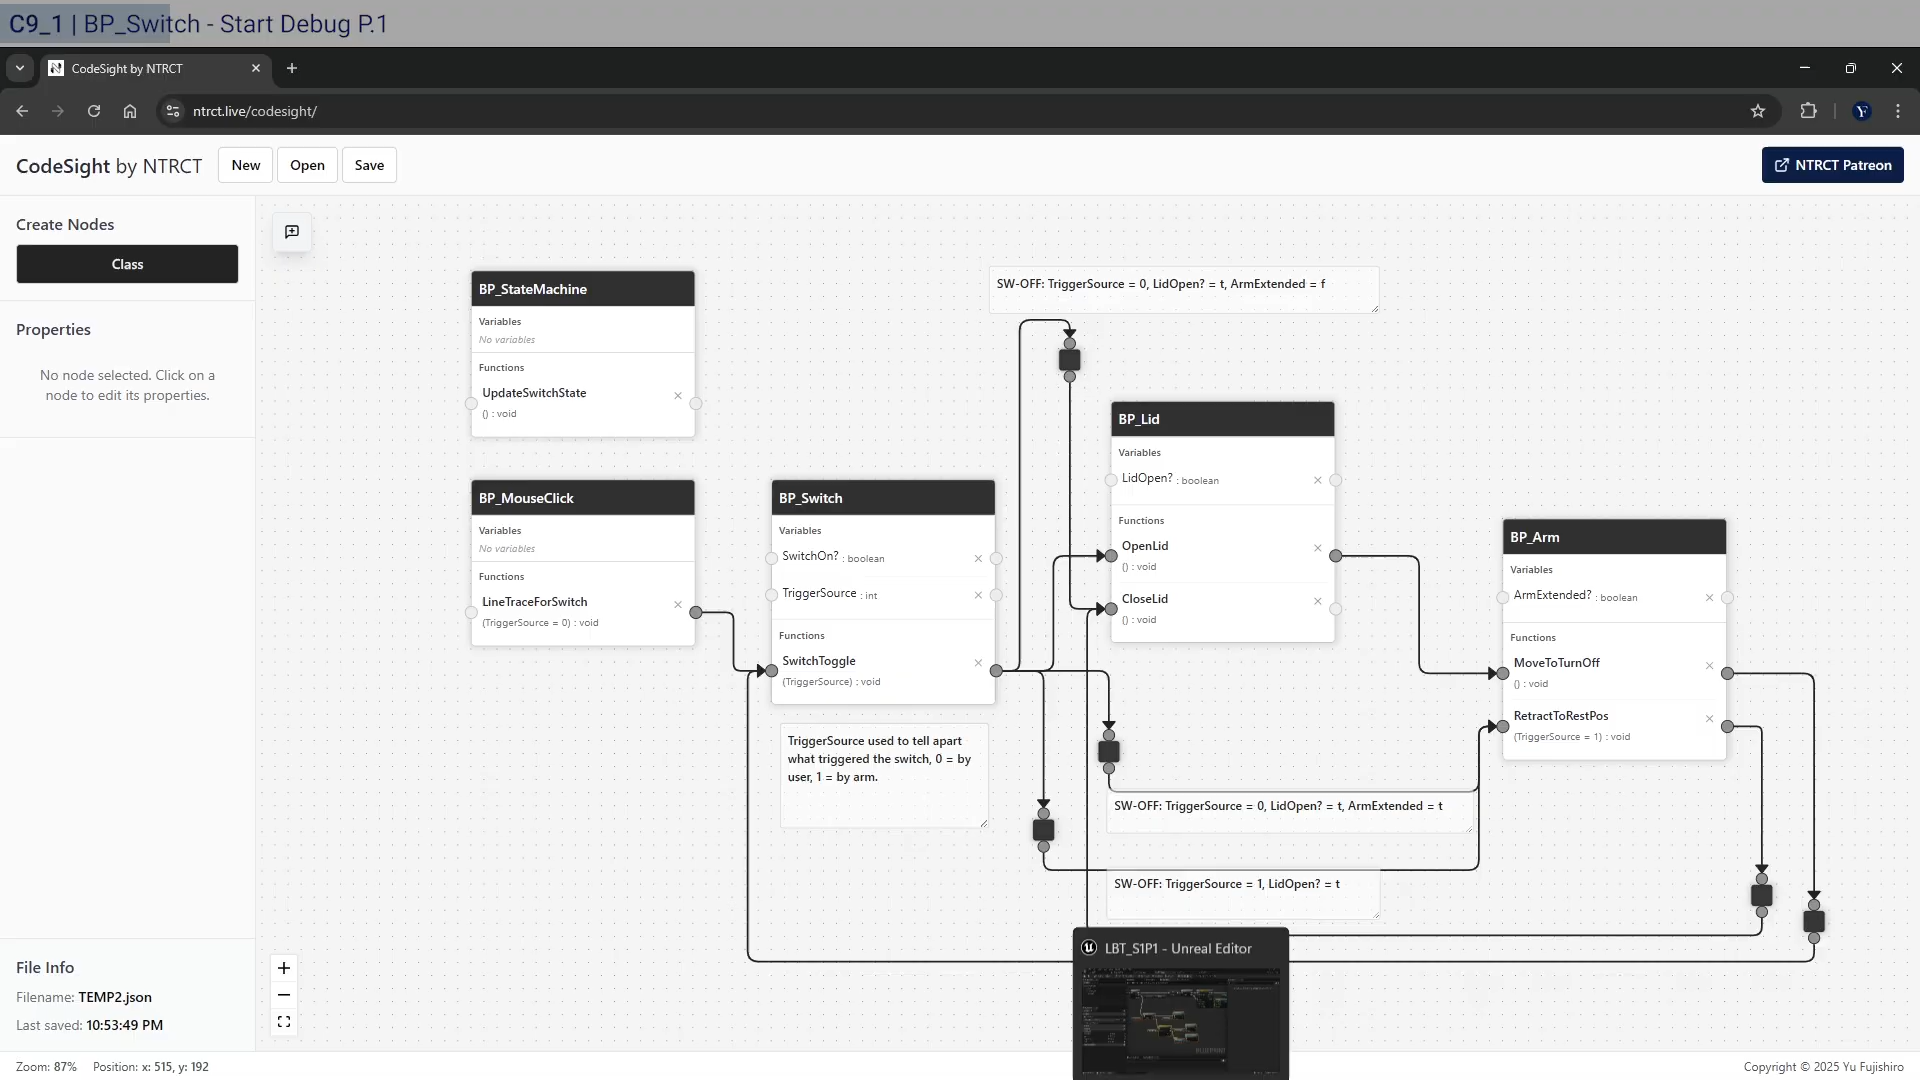 C9_1 | BP_Switch - Start Debug P.1
CodeSight by NTRCT
ntrct.live/codesight/
CodeSight by NTRCT
New
Open
Save
NTRCT Patreon
Create Nodes
Class
Properties
No node selected. Click on a
node to edit its properties.
BP_StateMachine
Variables
No variables
Functions
UpdateSwitchState
() : void
BP_MouseClick
Variables
No variables
Functions
LineTraceForSwitch
(TriggerSource = 0) : void
BP_Switch
Variables
SwitchOn? : boolean
TriggerSource : int
Functions
SwitchToggle
(TriggerSource) : void
TriggerSource used to tell apart
what triggered the switch, 0 = by
user, 1 = by arm.
SW-OFF: TriggerSource = 0, LidOpen? = t, ArmExtended = f
BP_Lid
Variables
LidOpen? : boolean
Functions
OpenLid
() : void
CloseLid
() : void
BP_Arm
Variables
ArmExtended? : boolean
Functions
MoveToTurnOff
() : void
RetractToRestPos
(TriggerSource = 1) : void
SW-OFF: TriggerSource = 0, LidOpen? = t, ArmExtended = t
SW-OFF: TriggerSource = 1, LidOpen? = t
LBT_S1P1 - Unreal Editor
BLUEPRINT
File Info
Filename: TEMP2.json
Last saved: 10:53:49 PM
Zoom: 87%
Position: x: 515, y: 192
Copyright © 2025 Yu Fujishiro